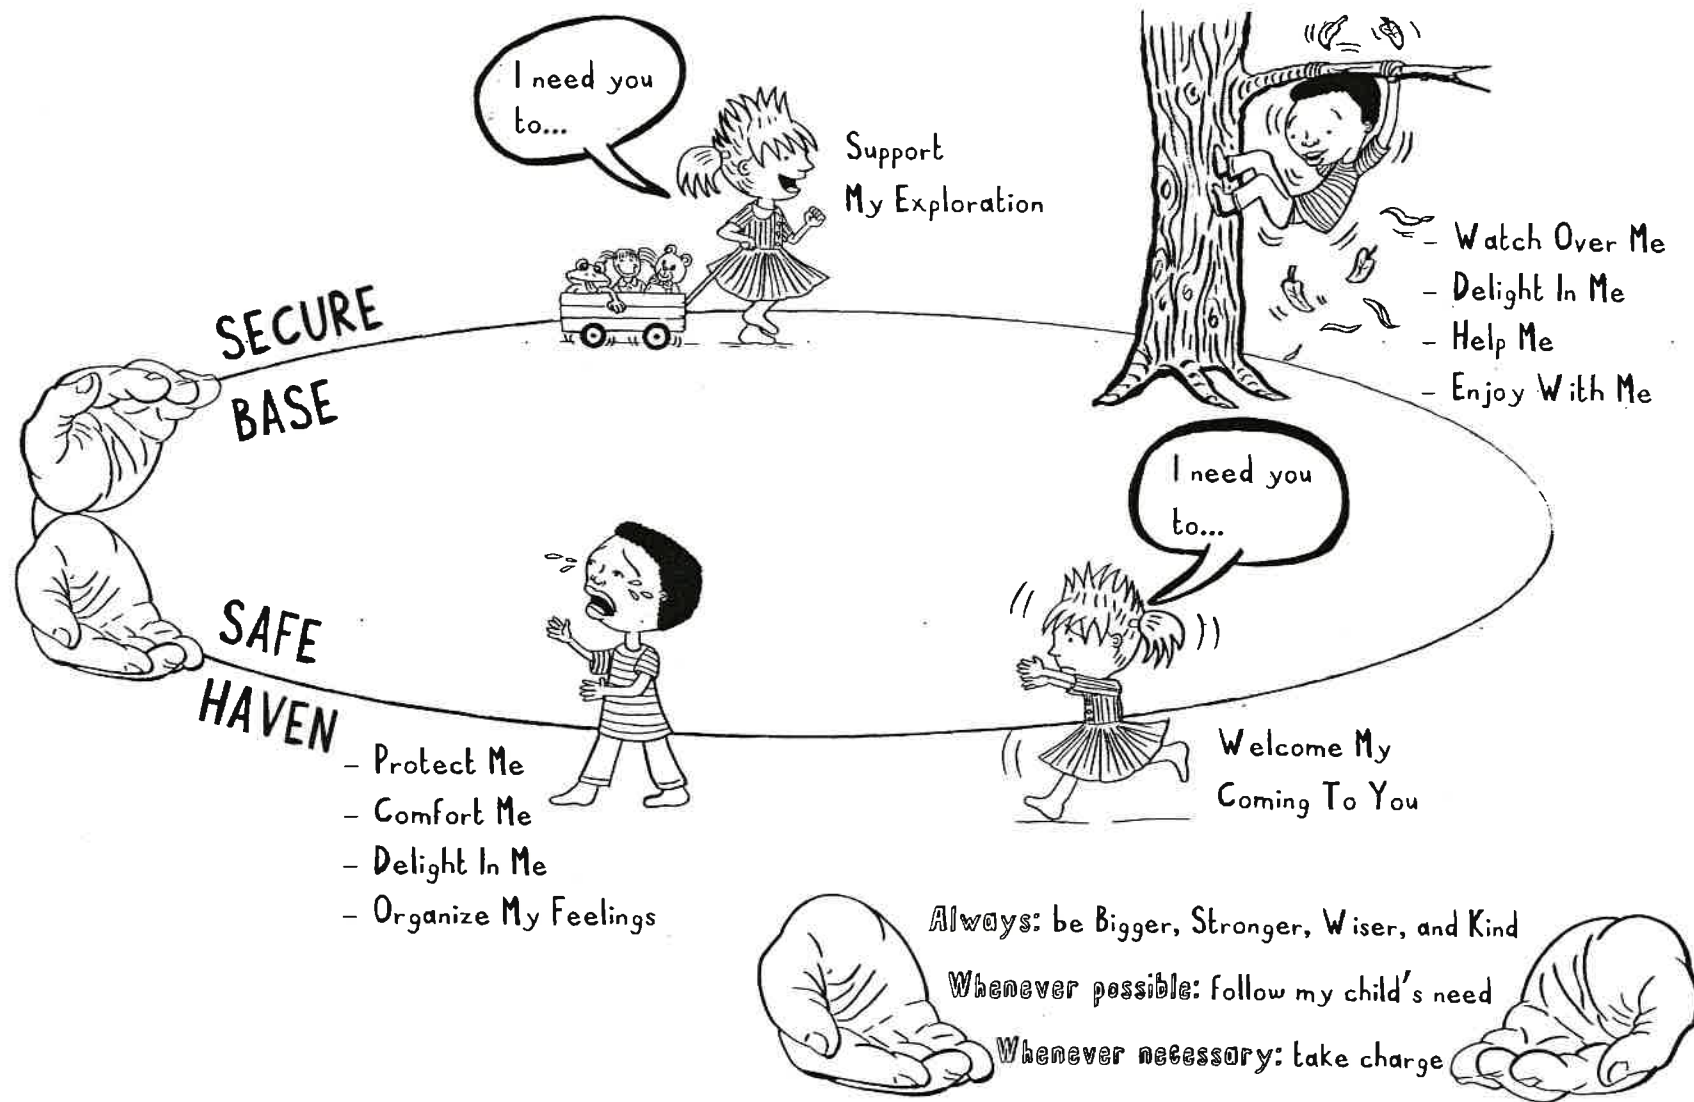 I need you
to...
Support
My Exploration
- Watch Over Me
- Delight In Me
- Help Me
- Enjoy With Me
SECURE
BASE
I need you
to...
SAFE
HAVEN
- Protect Me
- Comfort Me
- Delight In Me
- Organize My Feelings
Welcome My
Coming To You
Always: be Bigger, Stronger, Wiser, and Kind
Whenever possible: follow my child's need
Whenever necessary: take charge